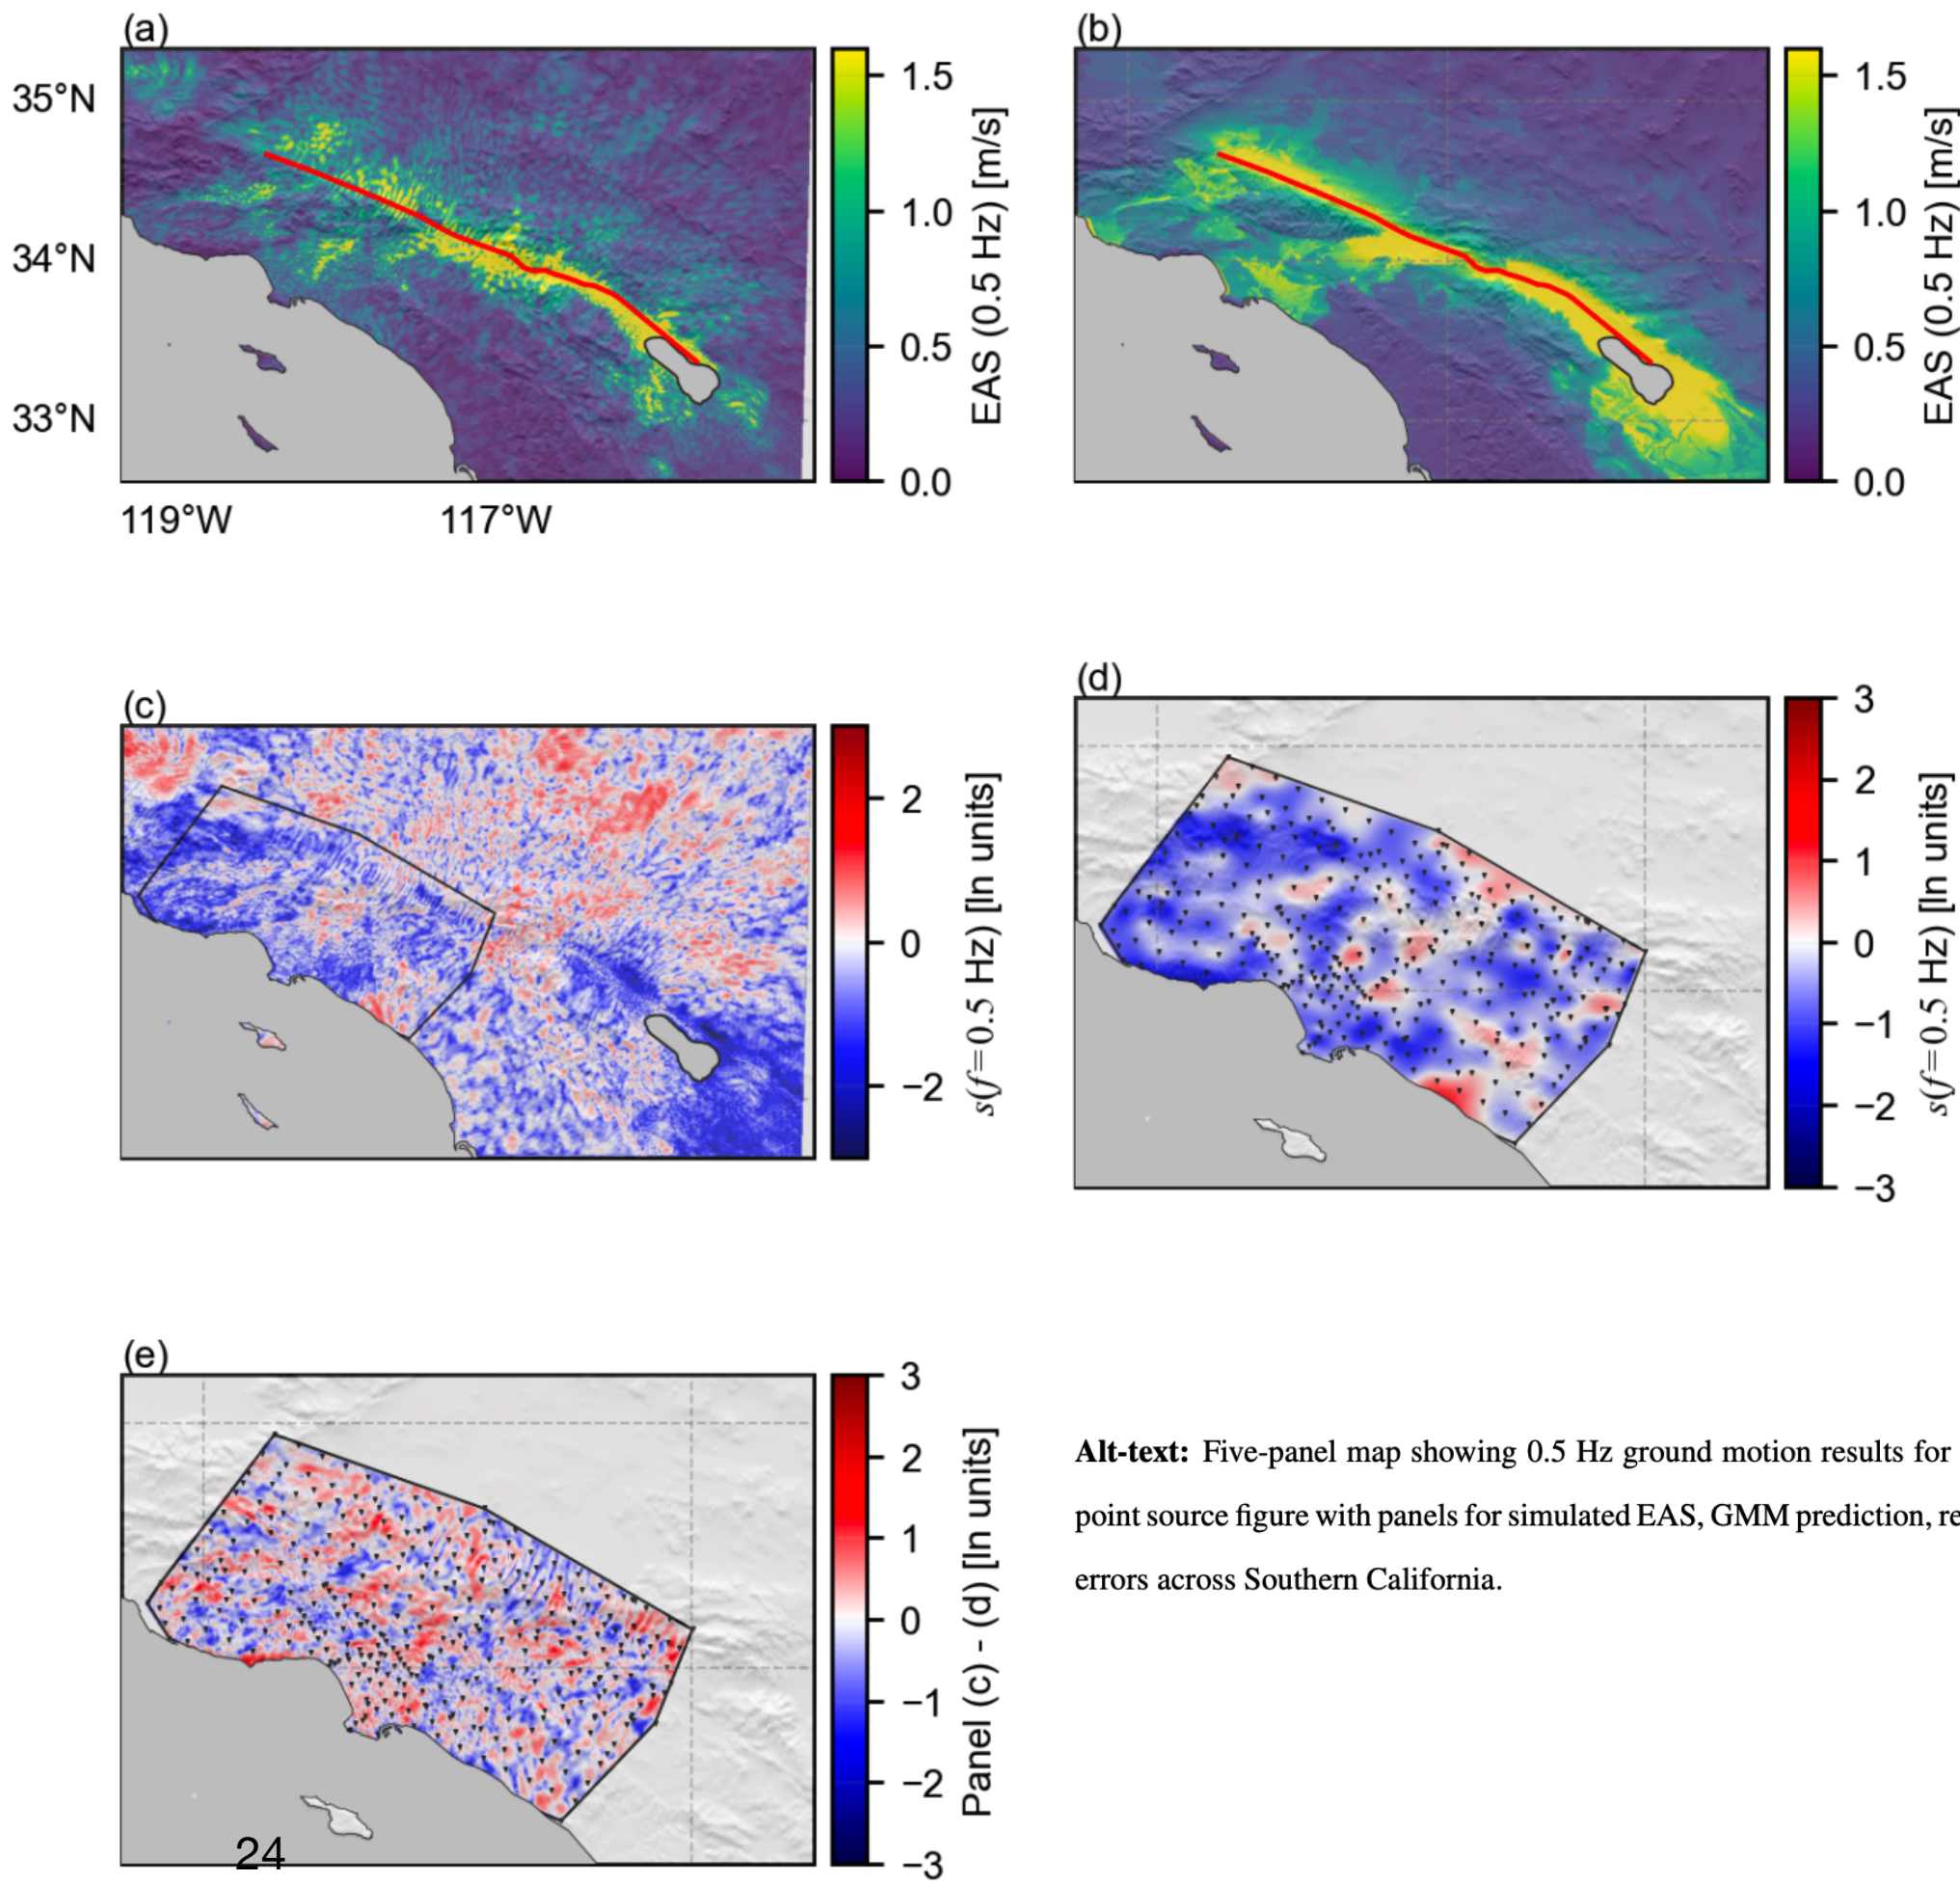 (a)
35°N
34°N
33°N
119°W
117°W
1.5
1.0
0.5
0.0
EAS (0.5 Hz) [m/s]
(b)
1.5
1.0
0.5
0.0
EAS (0.5 Hz) [m/s]
(c)
2
0
−2
s(f=0.5 Hz) [ln units]
(d)
3
2
1
0
−1
−2
−3
s(f=0.5 Hz) [ln units]
(e)
3
2
1
0
−1
−2
−3
Panel (c) - (d) [ln units]
24
Alt-text: Five-panel map showing 0.5 Hz ground motion results for
point source figure with panels for simulated EAS, GMM prediction,
errors across Southern California.